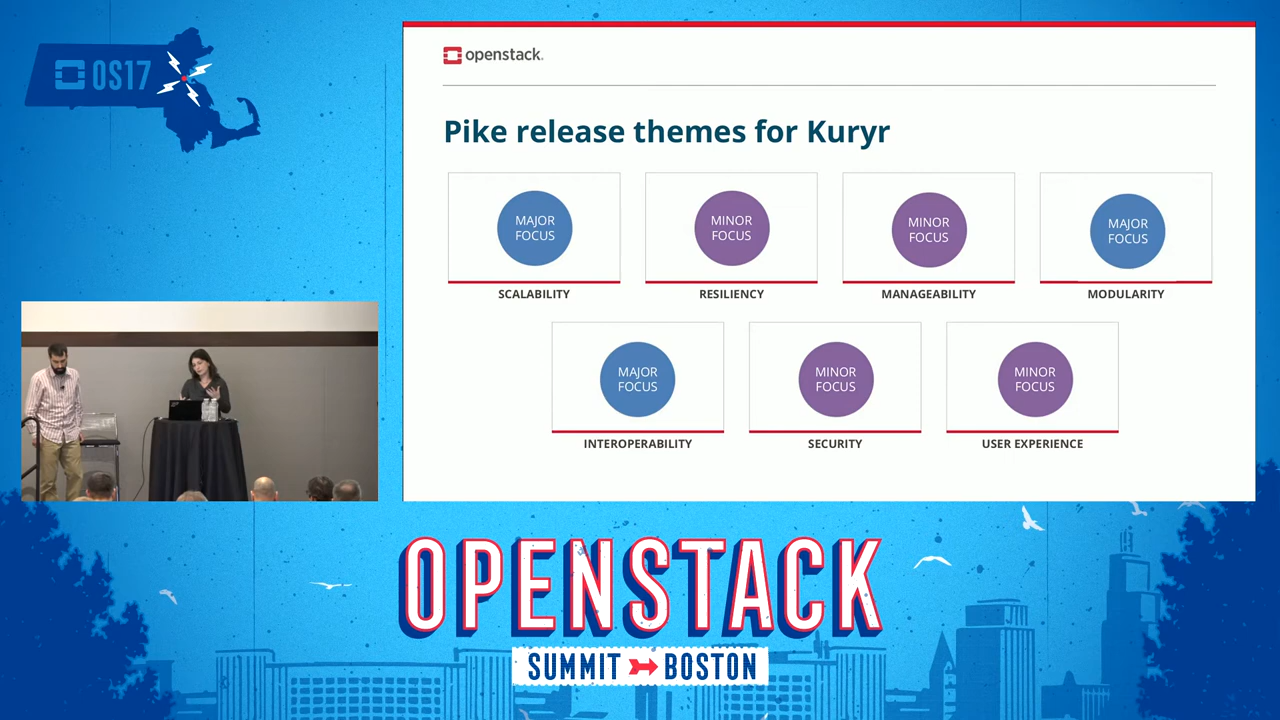 OS17
openstack.
Pike release themes for Kuryr
MAJOR
FOCUS
MINOR
FOCUS
MINOR
FOCUS
MAJOR
FOCUS
SCALABILITY
RESILIENCY
MANAGEABILITY
MODULARITY
MAJOR
FOCUS
MINOR
FOCUS
MINOR
FOCUS
INTEROPERABILITY
SECURITY
USER EXPERIENCE
OPENSTACK
SUMMIT BOSTON